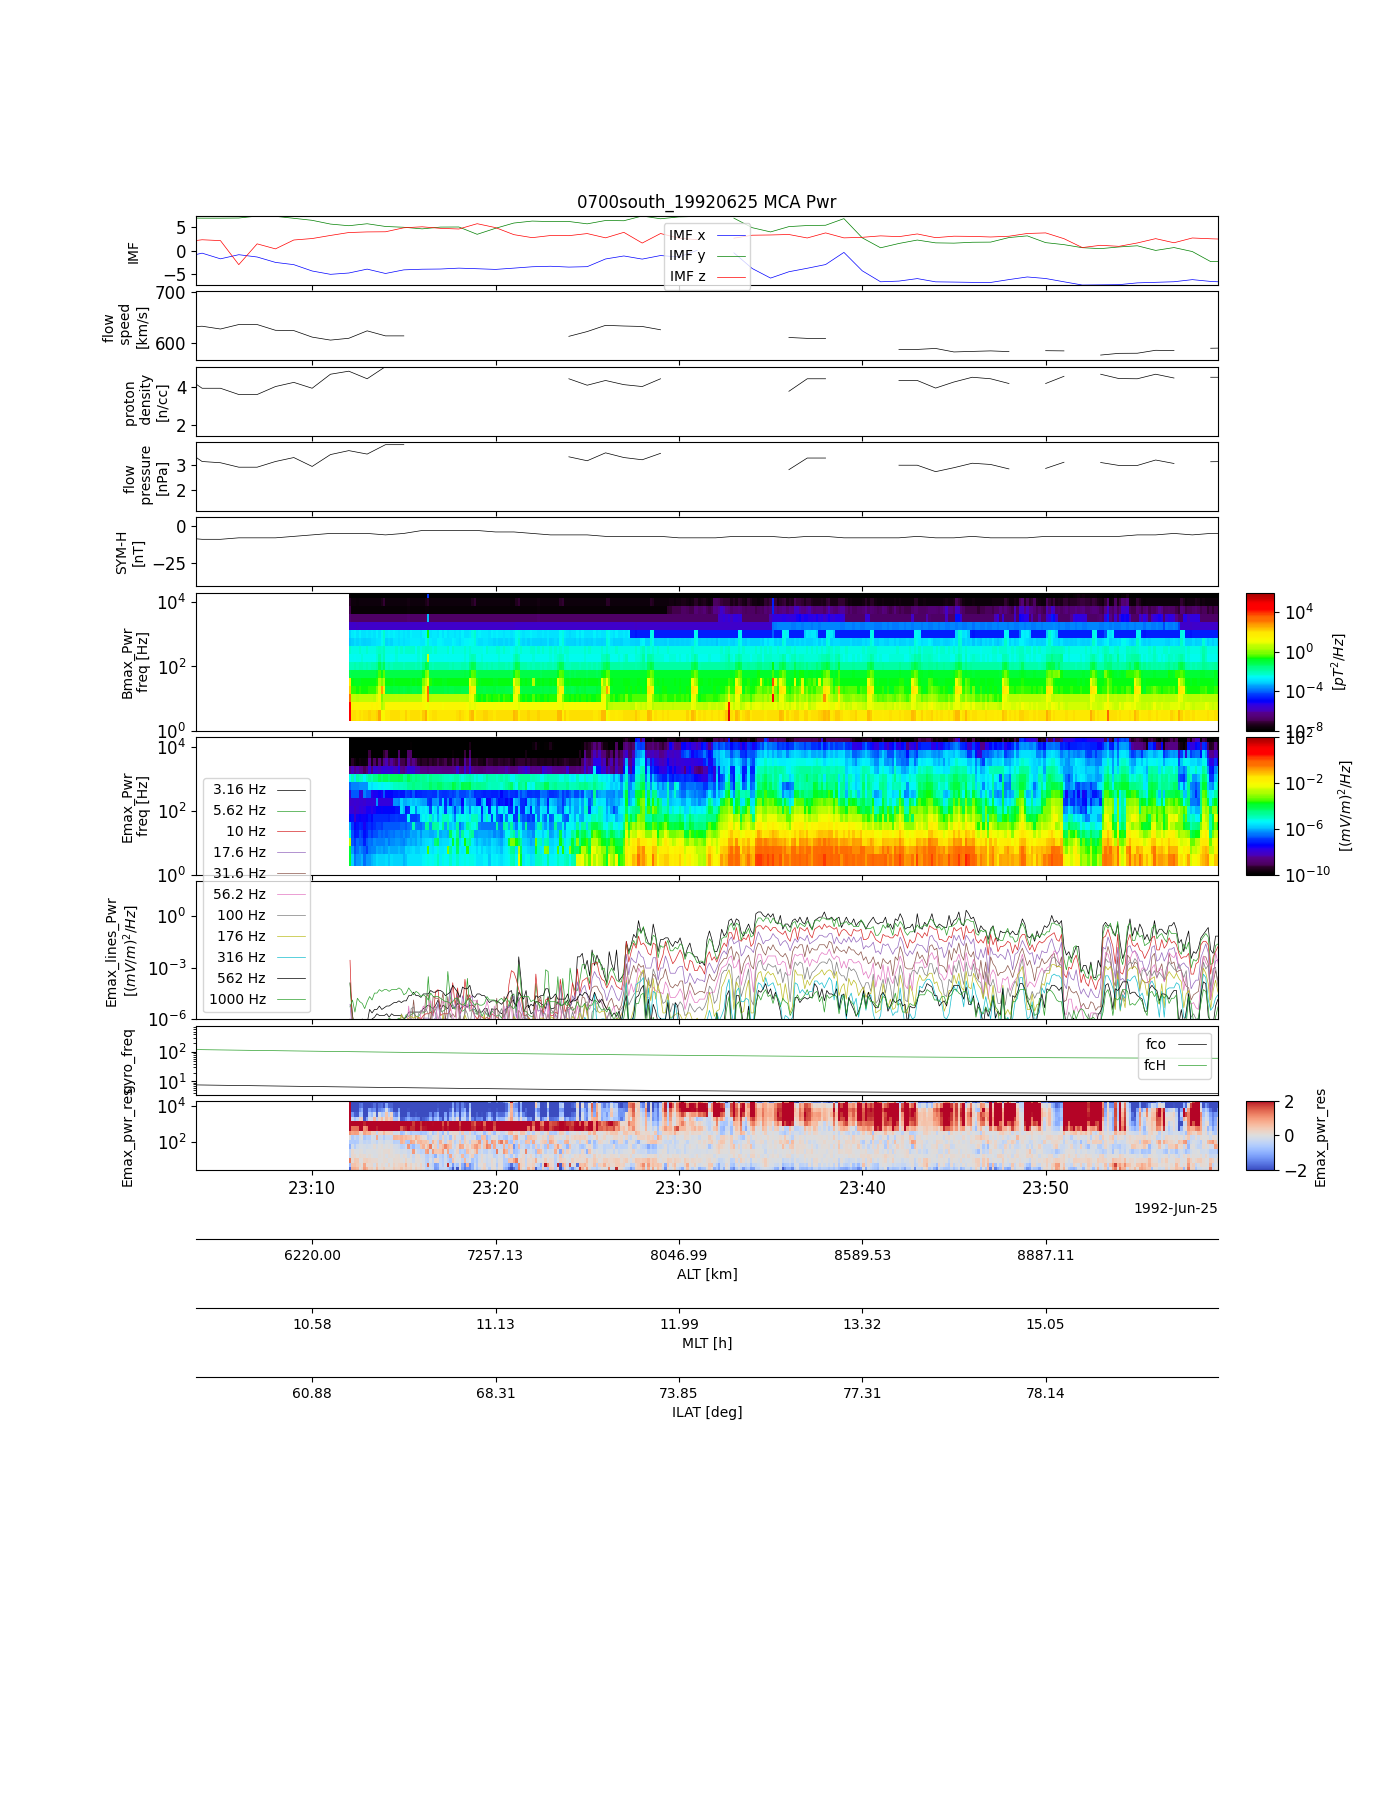 0700south_19920625 MCA Pwr
IMF
5
0
−5
IMF x
IMF y
IMF z
flow
speed
[km/s]
700
600
proton
density
[n/cc]
4
2
flow
pressure
[nPa]
3
2
SYM-H
[nT]
0
−25
Bmax_Pwr
freq [Hz]
10^4
10^2
10^0
10^4
10^0
10^−4
10^−8
[pT^2/Hz]
Emax_Pwr
freq [Hz]
10^4
10^2
10^0
10^2
10^−2
10^−6
10^−10
[(mV/m)^2/Hz]
3.16 Hz
5.62 Hz
10 Hz
17.6 Hz
31.6 Hz
56.2 Hz
100 Hz
176 Hz
316 Hz
562 Hz
1000 Hz
Emax_lines_Pwr
[(mV/m)^2/Hz]
10^0
10^−3
10^−6
gyro_freq
10^2
10^1
fco
fcH
Emax_pwr_res
10^4
10^2
2
0
−2
Emax_pwr_res
23:10 23:20 23:30 23:40 23:50
1992-Jun-25
6220.00 7257.13 8046.99 8589.53 8887.11
ALT [km]
10.58 11.13 11.99 13.32 15.05
MLT [h]
60.88 68.31 73.85 77.31 78.14
ILAT [deg]